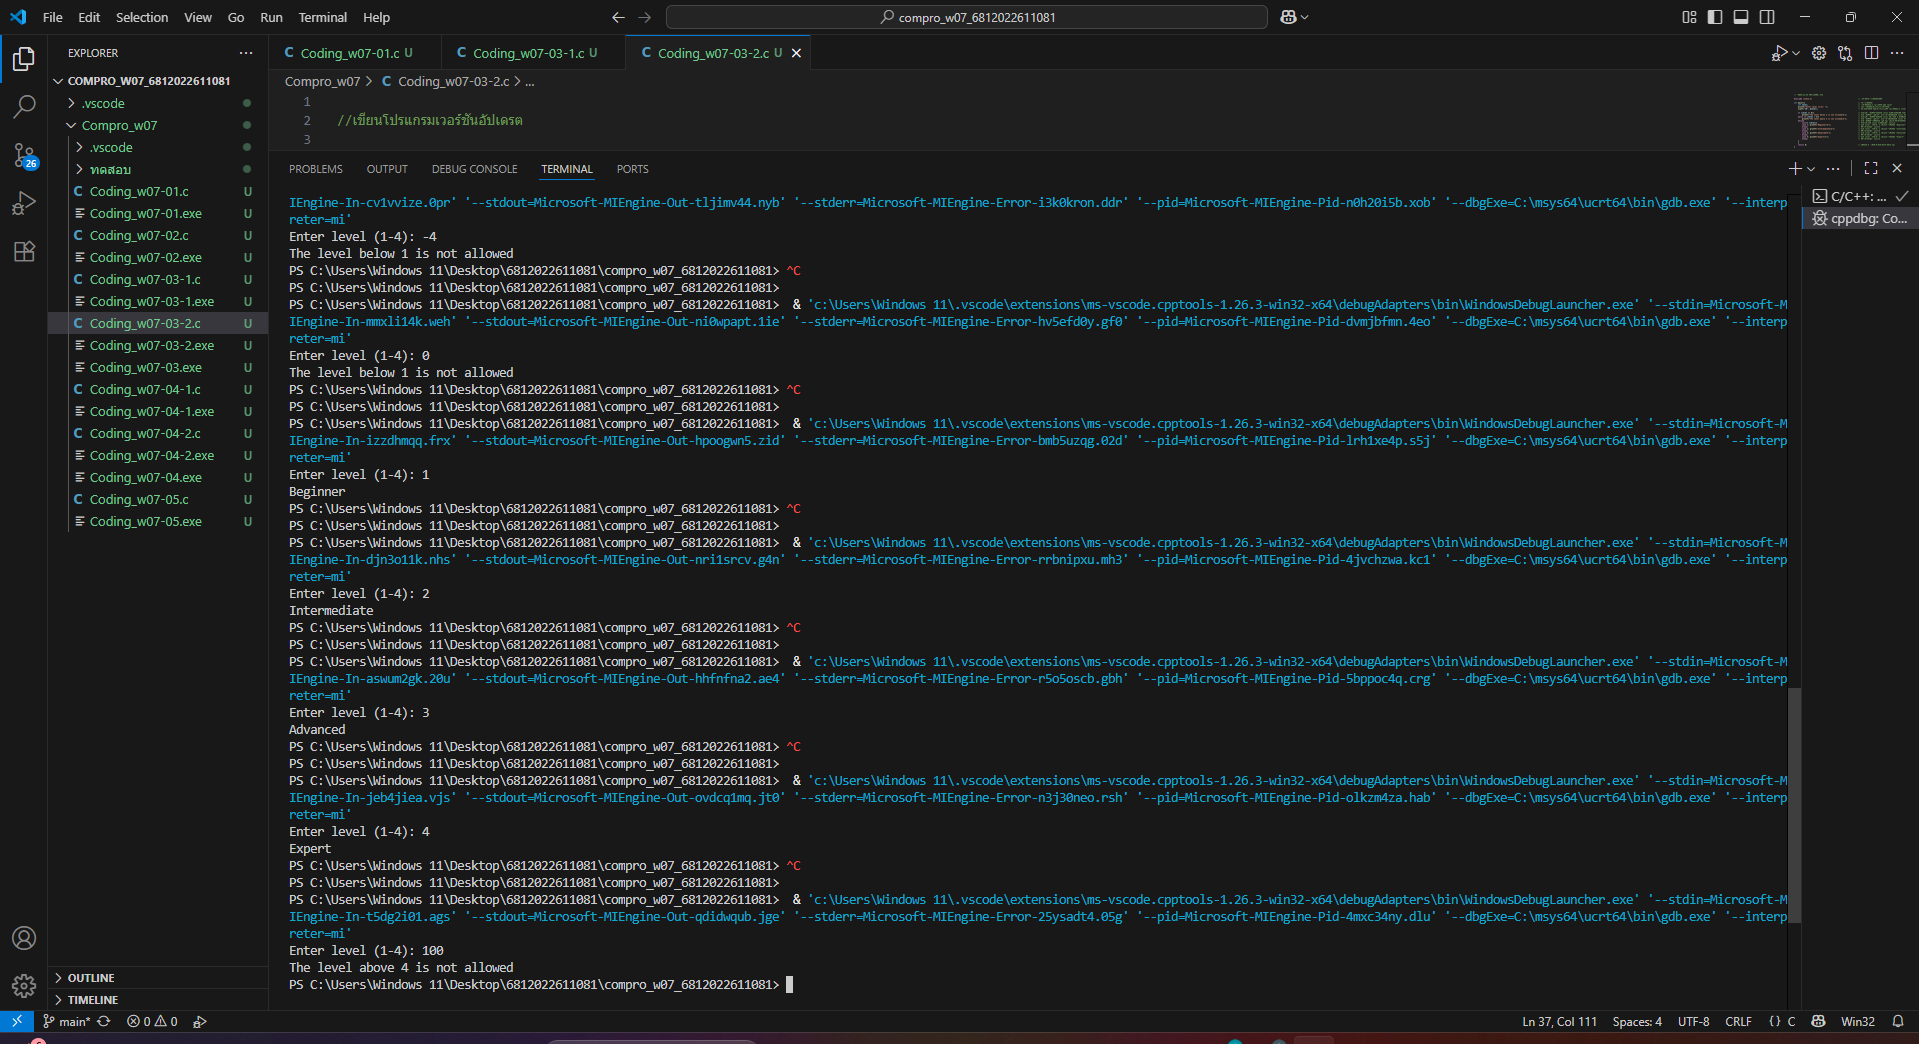 File Edit Selection View Go Run Terminal Help
compro_w07_6812022611081
EXPLORER
COMPRO_W07_6812022611081
.vscode
Compro_w07
.vscode
ทดสอบ
C Coding_w07-01.c U
Coding_w07-01.exe U
C Coding_w07-02.c U
Coding_w07-02.exe U
C Coding_w07-03-1.c U
Coding_w07-03-1.exe U
C Coding_w07-03-2.c U
Coding_w07-03-2.exe U
Coding_w07-03.exe U
C Coding_w07-04-1.c U
Coding_w07-04-1.exe U
C Coding_w07-04-2.c U
Coding_w07-04-2.exe U
Coding_w07-04.exe U
C Coding_w07-05.c U
Coding_w07-05.exe U
26
OUTLINE
TIMELINE
C Coding_w07-01.c U C Coding_w07-03-1.c U C Coding_w07-03-2.c U
Compro_w07 > C Coding_w07-03-2.c > ...
1
2 //เขียนโปรแกรมเวอร์ชันอัปเดรต
3
PROBLEMS OUTPUT DEBUG CONSOLE TERMINAL PORTS
IEngine-In-cv1vvize.0pr' '--stdout=Microsoft-MIEngine-Out-tljimv44.nyb' '--stderr=Microsoft-MIEngine-Error-i3k0kron.ddr' '--pid=Microsoft-MIEngine-Pid-n0h20i5b.xob' '--dbgExe=C:\msys64\ucrt64\bin\gdb.exe' '--interp
reter=mi'
Enter level (1-4): -4
The level below 1 is not allowed
PS C:\Users\Windows 11\Desktop\6812022611081\compro_w07_6812022611081> ^C
PS C:\Users\Windows 11\Desktop\6812022611081\compro_w07_6812022611081>
PS C:\Users\Windows 11\Desktop\6812022611081\compro_w07_6812022611081> & 'c:\Users\Windows 11\.vscode\extensions\ms-vscode.cpptools-1.26.3-win32-x64\debugAdapters\bin\WindowsDebugLauncher.exe' '--stdin=Microsoft-M
IEngine-In-mmxli14k.weh' '--stdout=Microsoft-MIEngine-Out-ni0wpapt.1ie' '--stderr=Microsoft-MIEngine-Error-hv5efd0y.gf0' '--pid=Microsoft-MIEngine-Pid-dvmjbfmn.4eo' '--dbgExe=C:\msys64\ucrt64\bin\gdb.exe' '--interp
reter=mi'
Enter level (1-4): 0
The level below 1 is not allowed
PS C:\Users\Windows 11\Desktop\6812022611081\compro_w07_6812022611081> ^C
PS C:\Users\Windows 11\Desktop\6812022611081\compro_w07_6812022611081>
PS C:\Users\Windows 11\Desktop\6812022611081\compro_w07_6812022611081> & 'c:\Users\Windows 11\.vscode\extensions\ms-vscode.cpptools-1.26.3-win32-x64\debugAdapters\bin\WindowsDebugLauncher.exe' '--stdin=Microsoft-M
IEngine-In-izzdhmqq.frx' '--stdout=Microsoft-MIEngine-Out-hpoogwn5.zid' '--stderr=Microsoft-MIEngine-Error-bmb5uzqg.02d' '--pid=Microsoft-MIEngine-Pid-lrh1xe4p.s5j' '--dbgExe=C:\msys64\ucrt64\bin\gdb.exe' '--interp
reter=mi'
Enter level (1-4): 1
Beginner
PS C:\Users\Windows 11\Desktop\6812022611081\compro_w07_6812022611081> ^C
PS C:\Users\Windows 11\Desktop\6812022611081\compro_w07_6812022611081>
PS C:\Users\Windows 11\Desktop\6812022611081\compro_w07_6812022611081> & 'c:\Users\Windows 11\.vscode\extensions\ms-vscode.cpptools-1.26.3-win32-x64\debugAdapters\bin\WindowsDebugLauncher.exe' '--stdin=Microsoft-M
IEngine-In-djn3o11k.nhs' '--stdout=Microsoft-MIEngine-Out-nri1srcv.g4n' '--stderr=Microsoft-MIEngine-Error-rrbnipxu.mh3' '--pid=Microsoft-MIEngine-Pid-4jvchzwa.kc1' '--dbgExe=C:\msys64\ucrt64\bin\gdb.exe' '--interp
reter=mi'
Enter level (1-4): 2
Intermediate
PS C:\Users\Windows 11\Desktop\6812022611081\compro_w07_6812022611081> ^C
PS C:\Users\Windows 11\Desktop\6812022611081\compro_w07_6812022611081>
PS C:\Users\Windows 11\Desktop\6812022611081\compro_w07_6812022611081> & 'c:\Users\Windows 11\.vscode\extensions\ms-vscode.cpptools-1.26.3-win32-x64\debugAdapters\bin\WindowsDebugLauncher.exe' '--stdin=Microsoft-M
IEngine-In-aswum2gk.20u' '--stdout=Microsoft-MIEngine-Out-hhfnfna2.ae4' '--stderr=Microsoft-MIEngine-Error-r5o5oscb.gbh' '--pid=Microsoft-MIEngine-Pid-5bppoc4q.crg' '--dbgExe=C:\msys64\ucrt64\bin\gdb.exe' '--interp
reter=mi'
Enter level (1-4): 3
Advanced
PS C:\Users\Windows 11\Desktop\6812022611081\compro_w07_6812022611081> ^C
PS C:\Users\Windows 11\Desktop\6812022611081\compro_w07_6812022611081>
PS C:\Users\Windows 11\Desktop\6812022611081\compro_w07_6812022611081> & 'c:\Users\Windows 11\.vscode\extensions\ms-vscode.cpptools-1.26.3-win32-x64\debugAdapters\bin\WindowsDebugLauncher.exe' '--stdin=Microsoft-M
IEngine-In-jeb4jiea.vjs' '--stdout=Microsoft-MIEngine-Out-ovdcq1mq.jt0' '--stderr=Microsoft-MIEngine-Error-n3j30neo.rsh' '--pid=Microsoft-MIEngine-Pid-olkzm4za.hab' '--dbgExe=C:\msys64\ucrt64\bin\gdb.exe' '--interp
reter=mi'
Enter level (1-4): 4
Expert
PS C:\Users\Windows 11\Desktop\6812022611081\compro_w07_6812022611081> ^C
PS C:\Users\Windows 11\Desktop\6812022611081\compro_w07_6812022611081>
PS C:\Users\Windows 11\Desktop\6812022611081\compro_w07_6812022611081> & 'c:\Users\Windows 11\.vscode\extensions\ms-vscode.cpptools-1.26.3-win32-x64\debugAdapters\bin\WindowsDebugLauncher.exe' '--stdin=Microsoft-M
IEngine-In-t5dg2i01.ags' '--stdout=Microsoft-MIEngine-Out-qdidwqub.jge' '--stderr=Microsoft-MIEngine-Error-25ysadt4.05g' '--pid=Microsoft-MIEngine-Pid-4mxc34ny.dlu' '--dbgExe=C:\msys64\ucrt64\bin\gdb.exe' '--interp
reter=mi'
Enter level (1-4): 100
The level above 4 is not allowed
PS C:\Users\Windows 11\Desktop\6812022611081\compro_w07_6812022611081>
C/C++: ...
cppdbg: Co...
main* 0 0 Ln 37, Col 111 Spaces: 4 UTF-8 CRLF {} C Win32